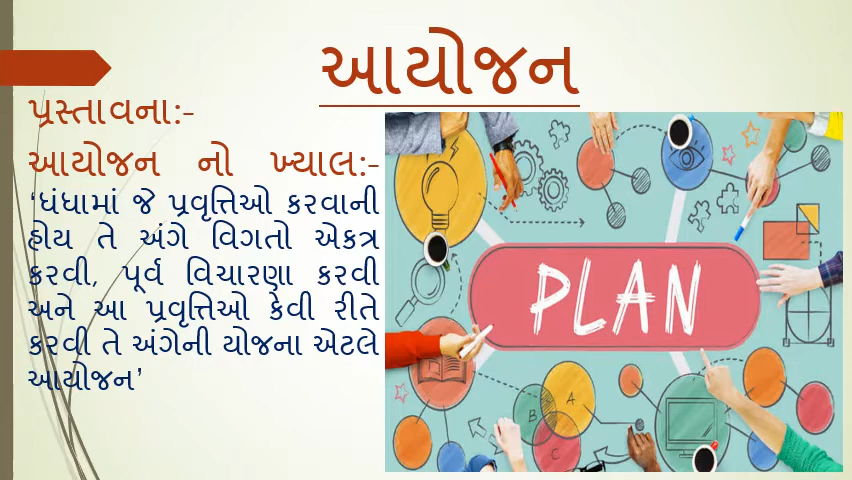 આયોજન
પ્રસ્તાવના:-
આયોજન નો ખ્યાલ:-
‘ધંધામાં જે પ્રવૃત્તિઓ કરવાની
હોય તે અંગે વિગતો એકત્ર
કરવી, પૂર્વ વિચારણા કરવી
અને આ પ્રવૃત્તિઓ કેવી રીતે
કરવી તે અંગેની યોજના એટલે
આયોજન’
PLAN
A
B
C